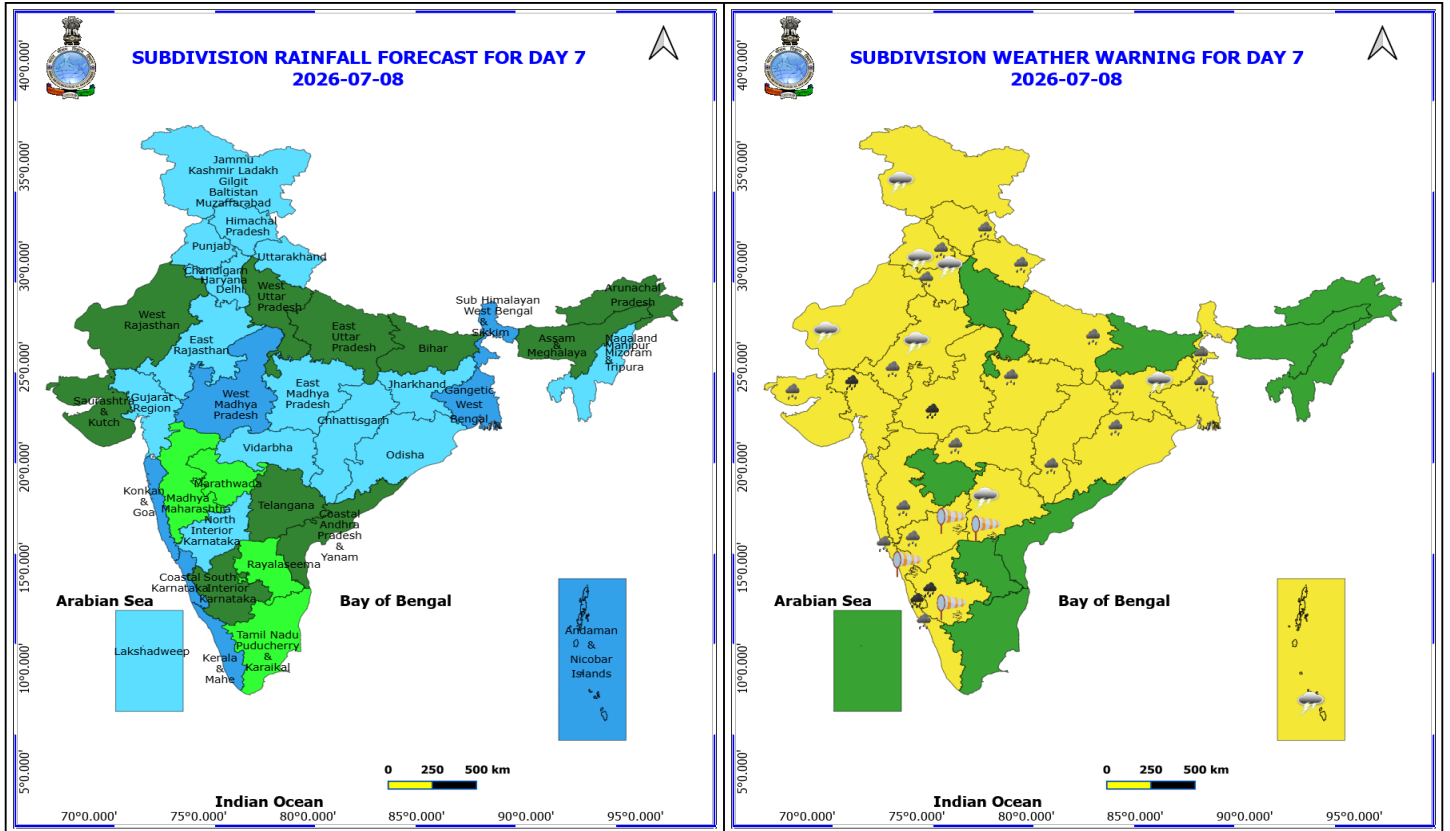 SUBDIVISION RAINFALL FORECAST FOR DAY 7
2026-07-08
40°0.000'
35°0.000'
30°0.000'
25°0.000'
20°0.000'
15°0.000'
10°0.000'
5°0.000'
Jammu
Kashmir Ladakh
Gilgit
Baltistan
Muzaffarabad
Himachal
Pradesh
Punjab
Uttarakhand
Chandigarh
Haryana
Delhi
West
Uttar
Pradesh
West
Rajasthan
East
Rajasthan
East
Uttar
Pradesh
Bihar
Sub Himalayan
West Bengal
&
Sikkim
Arunachal
Pradesh
Assam
&
Meghalaya
Nagaland
Manipur
Mizoram
&
Tripura
Saurashtra
&
Kutch
Gujarat
Region
West
Madhya
Pradesh
East
Madhya
Pradesh
Jharkhand
Gangetic
West
Bengal
Chhattisgarh
Vidarbha
Odisha
Konkan
&
Goa
Madhya
Maharashtra
Marathwada
Telangana
North
Interior
Karnataka
Coastal
Andhra
Pradesh
&
Yanam
Rayalaseema
Coastal
Karnataka
South
Interior
Karnataka
Arabian Sea
Bay of Bengal
Lakshadweep
Kerala
&
Mahe
Tamil Nadu
Puducherry
&
Karaikal
Andaman
&
Nicobar
Islands
0 250 500 km
Indian Ocean
70°0.000' 75°0.000' 80°0.000' 85°0.000' 90°0.000' 95°0.000'
SUBDIVISION WEATHER WARNING FOR DAY 7
2026-07-08
40°0.000'
35°0.000'
30°0.000'
25°0.000'
20°0.000'
15°0.000'
10°0.000'
5°0.000'
Arabian Sea
Bay of Bengal
0 250 500 km
Indian Ocean
70°0.000' 75°0.000' 80°0.000' 85°0.000' 90°0.000' 95°0.000'